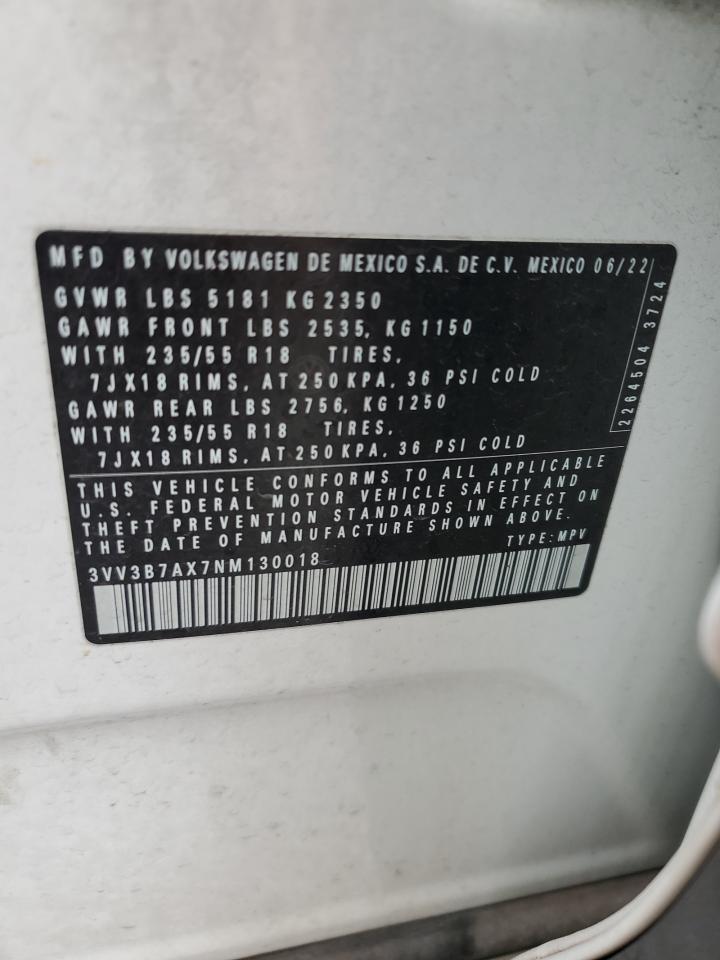 MFD BY VOLKSWAGEN DE MEXICO S.A. DE C.V. MEXICO 06/22
GVWR LBS 5181 KG 2350
GAWR FRONT LBS 2535, KG 1150
WITH 235/55 R18 TIRES,
7JX18 RIMS, AT 250 KPA, 36 PSI COLD
GAWR REAR LBS 2756, KG 1250
WITH 235/55 R18 TIRES,
7JX18 RIMS, AT 250 KPA, 36 PSI COLD
2264504 3724
THIS VEHICLE CONFORMS TO ALL APPLICABLE
U.S. FEDERAL MOTOR VEHICLE SAFETY AND
THEFT PREVENTION STANDARDS IN EFFECT ON
THE DATE OF MANUFACTURE SHOWN ABOVE.
TYPE: MPV
3VV3B7AX7NM130018